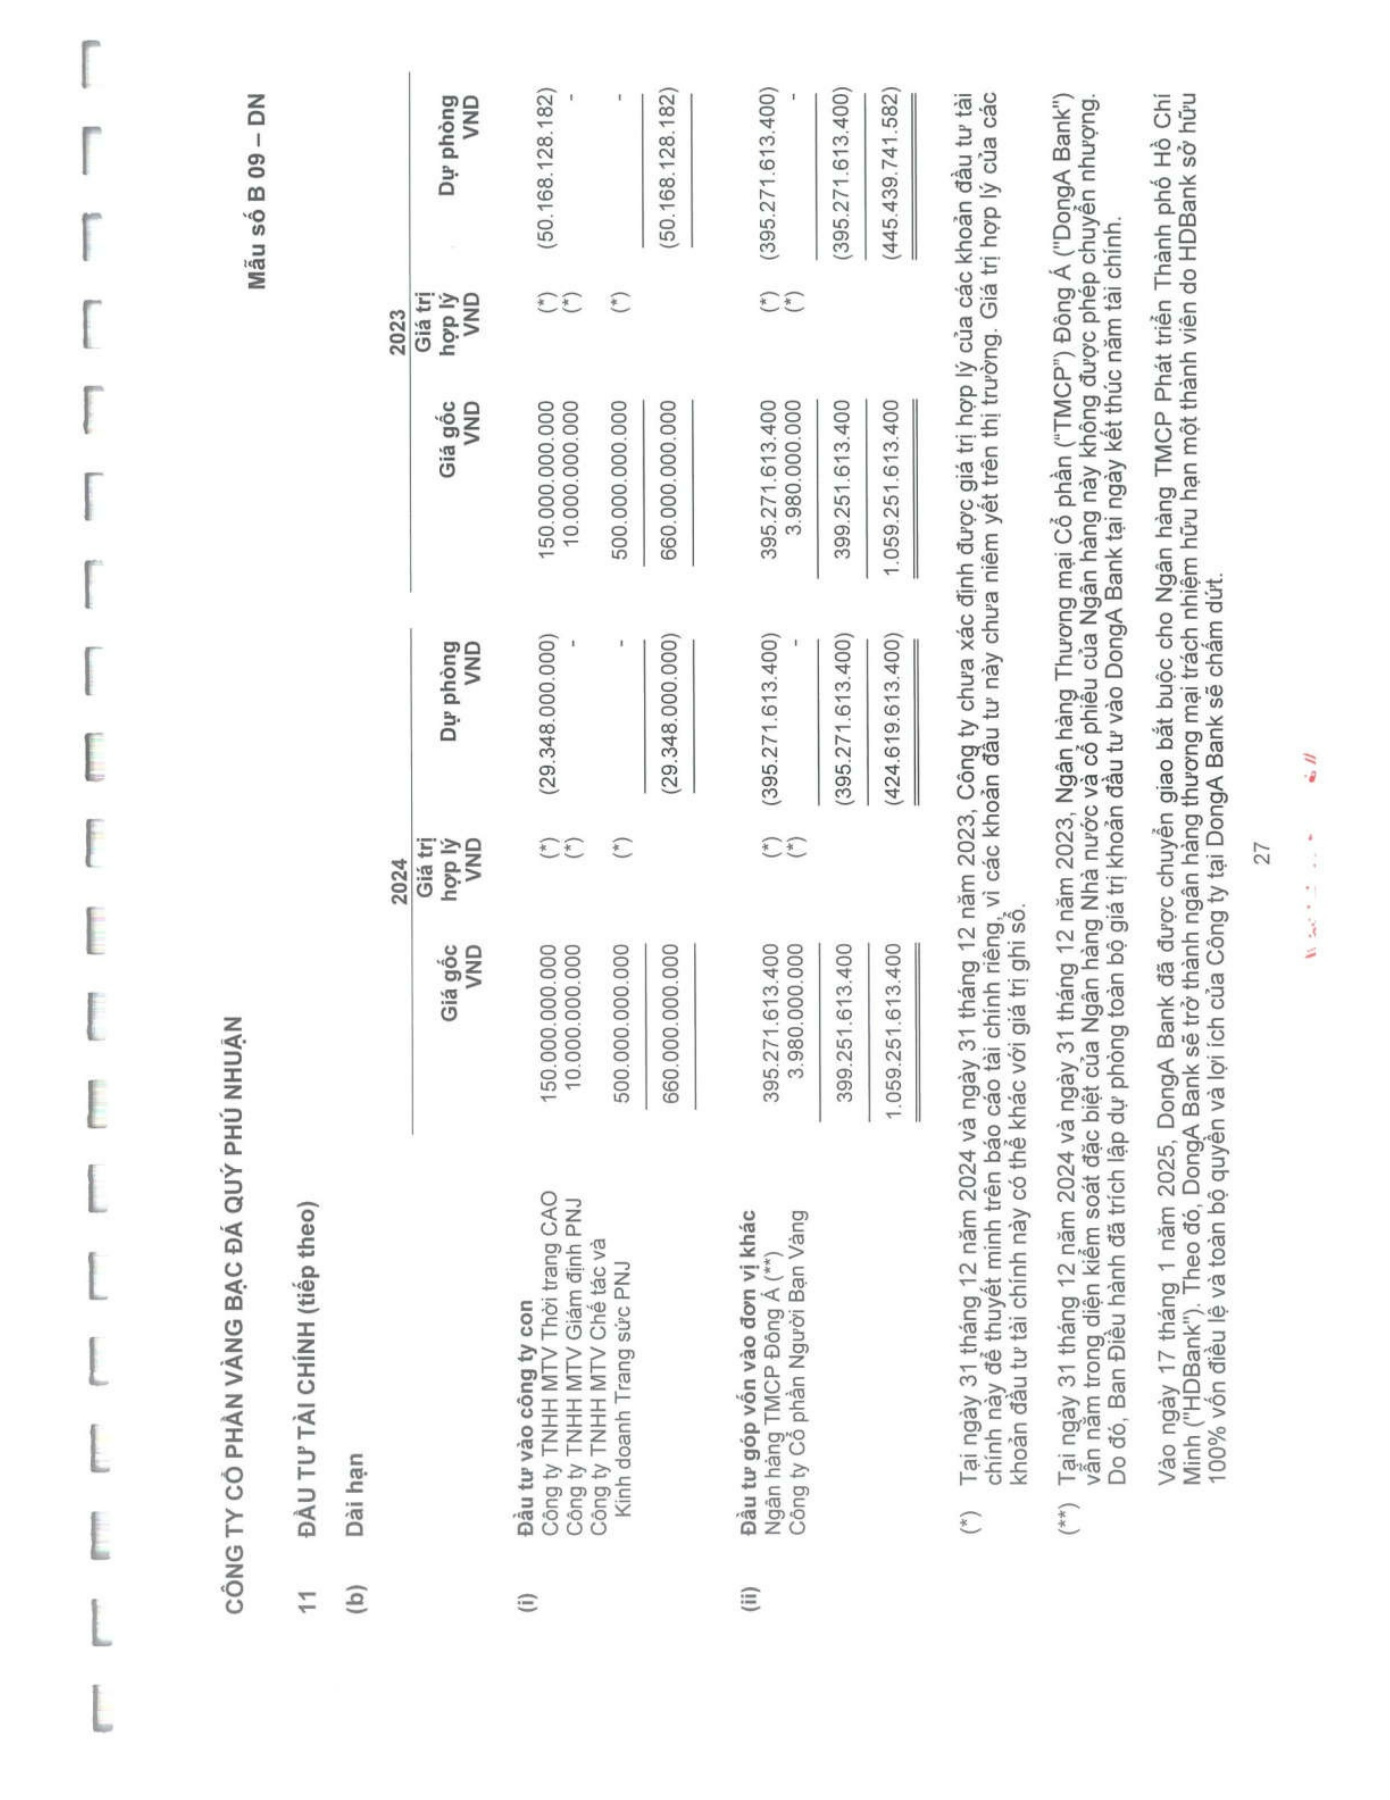 CÔNG TY CỔ PHẦN VÀNG BẠC ĐÁ QUÝ PHÚ NHUẬN
Mẫu số B 09 – DN
11 ĐẦU TƯ TÀI CHÍNH (tiếp theo)
(b) Dài hạn
2024 2023
Giá gốc Giá trị hợp lý Dự phòng Giá gốc Giá trị hợp lý Dự phòng
VND VND VND VND VND VND
(i) Đầu tư vào công ty con
Công ty TNHH MTV Thời trang CAO 150.000.000.000 (*) (29.348.000.000) 150.000.000.000 (*) (50.168.128.182)
Công ty TNHH MTV Giám định PNJ 10.000.000.000 (*) - 10.000.000.000 (*) -
Công ty TNHH MTV Chế tác và
Kinh doanh Trang sức PNJ 500.000.000.000 (*) - 500.000.000.000 (*) -
660.000.000.000 (29.348.000.000) 660.000.000.000 (50.168.128.182)
(ii) Đầu tư góp vốn vào đơn vị khác
Ngân hàng TMCP Đông Á (**) 395.271.613.400 (*) (395.271.613.400) 395.271.613.400 (*) (395.271.613.400)
Công ty Cổ phần Người Bạn Vàng 3.980.000.000 (*) - 3.980.000.000 (*) -
399.251.613.400 (395.271.613.400) 399.251.613.400 (395.271.613.400)
1.059.251.613.400 (424.619.613.400) 1.059.251.613.400 (445.439.741.582)
(*) Tại ngày 31 tháng 12 năm 2024 và ngày 31 tháng 12 năm 2023, Công ty chưa xác định được giá trị hợp lý của các khoản đầu tư tài
chính này để thuyết minh trên báo cáo tài chính riêng, vì các khoản đầu tư này chưa niêm yết trên thị trường. Giá trị hợp lý của các
khoản đầu tư tài chính này có thể khác với giá trị ghi sổ.
(**) Tại ngày 31 tháng 12 năm 2024 và ngày 31 tháng 12 năm 2023, Ngân hàng Thương mại Cổ phần ("TMCP") Đông Á ("DongA Bank")
vẫn nằm trong diện kiểm soát đặc biệt của Ngân hàng Nhà nước và cổ phiếu của Ngân hàng này không được phép chuyển nhượng.
Do đó, Ban Điều hành đã trích lập dự phòng toàn bộ giá trị khoản đầu tư vào DongA Bank tại ngày kết thúc năm tài chính.
Vào ngày 17 tháng 1 năm 2025, DongA Bank đã được chuyển giao bắt buộc cho Ngân hàng TMCP Phát triển Thành phố Hồ Chí
Minh ("HDBank"). Theo đó, DongA Bank sẽ trở thành ngân hàng thương mại trách nhiệm hữu hạn một thành viên do HDBank sở hữu
100% vốn điều lệ và toàn bộ quyền và lợi ích của Công ty tại DongA Bank sẽ chấm dứt.
27